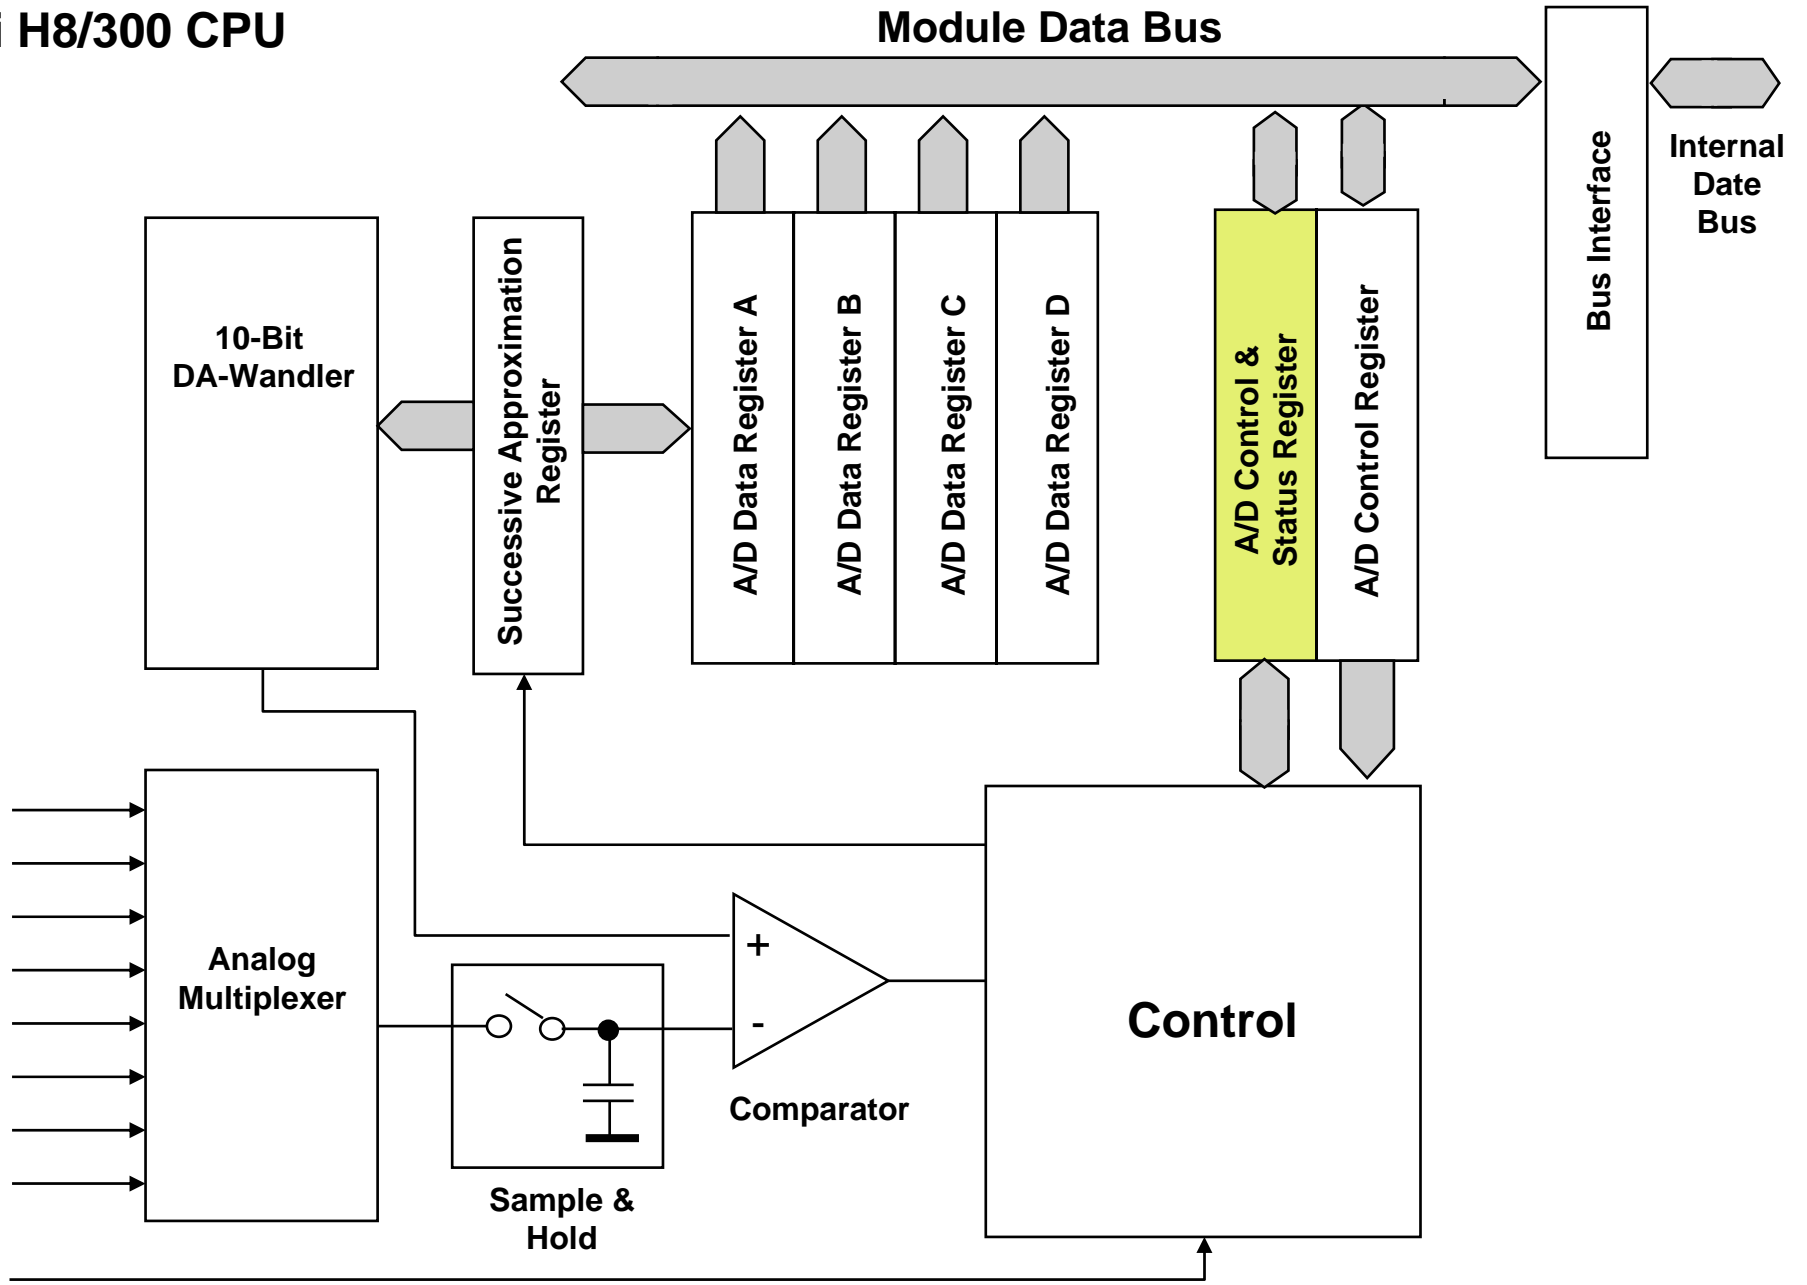 i H8/300 CPU
Module Data Bus
Internal
Date
Bus
Bus Interface
10-Bit
DA-Wandler
Successive Approximation
Register
A/D Data Register A
A/D Data Register B
A/D Data Register C
A/D Data Register D
A/D Control &
Status Register
A/D Control Register
Analog
Multiplexer
+
-
Comparator
Control
Sample &
Hold